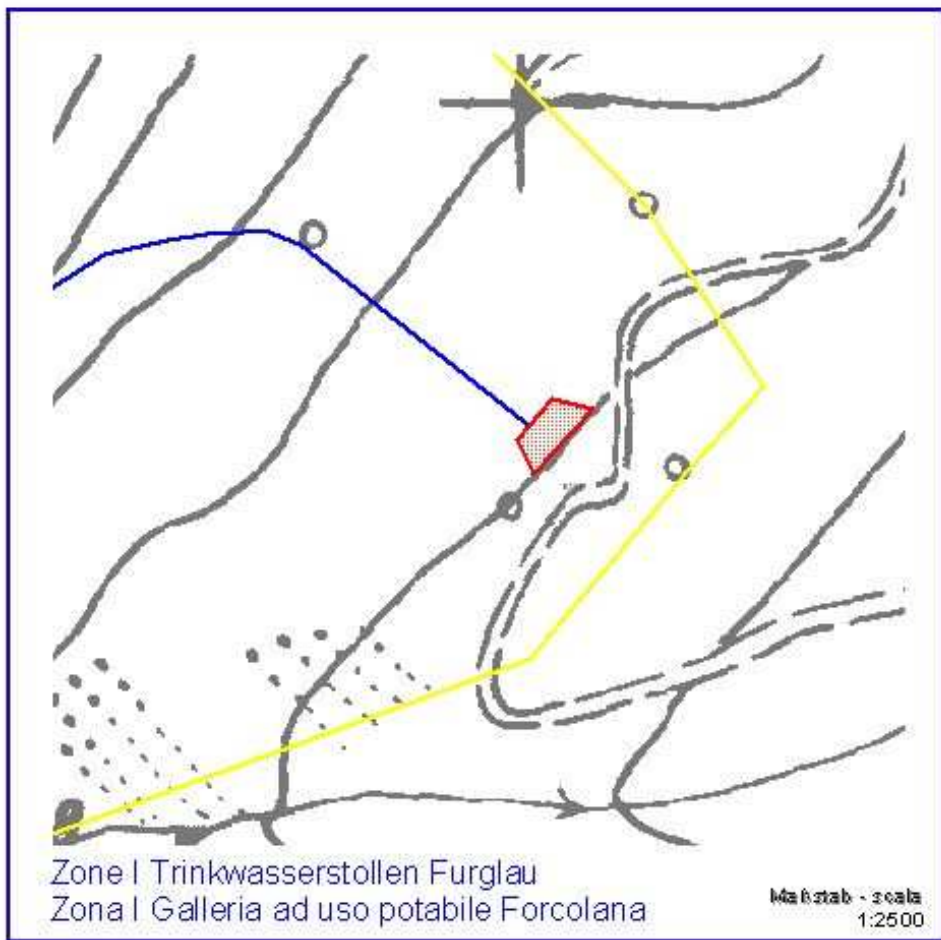 Zone I Trinkwasserstollen Furglau
Zona I Galleria ad uso potabile Forcolana
Maßstab - scala
1:2500